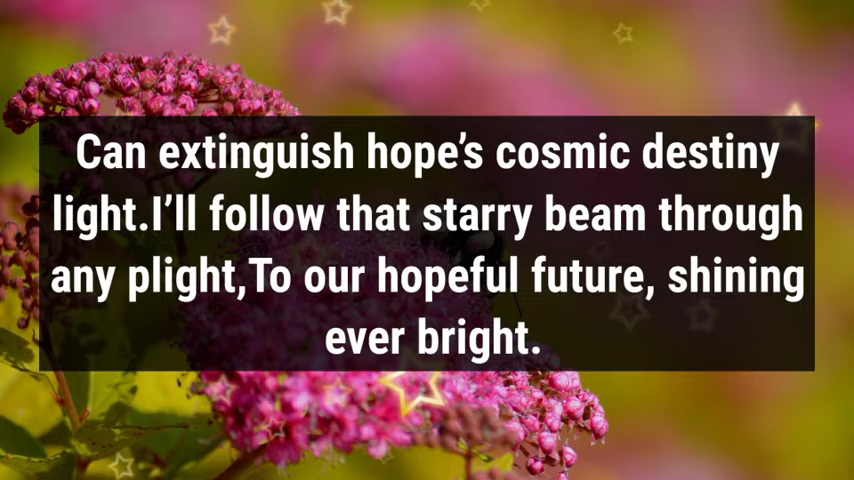 Can extinguish hope’s cosmic destiny
light.I’ll follow that starry beam through
any plight,To our hopeful future, shining
ever bright.